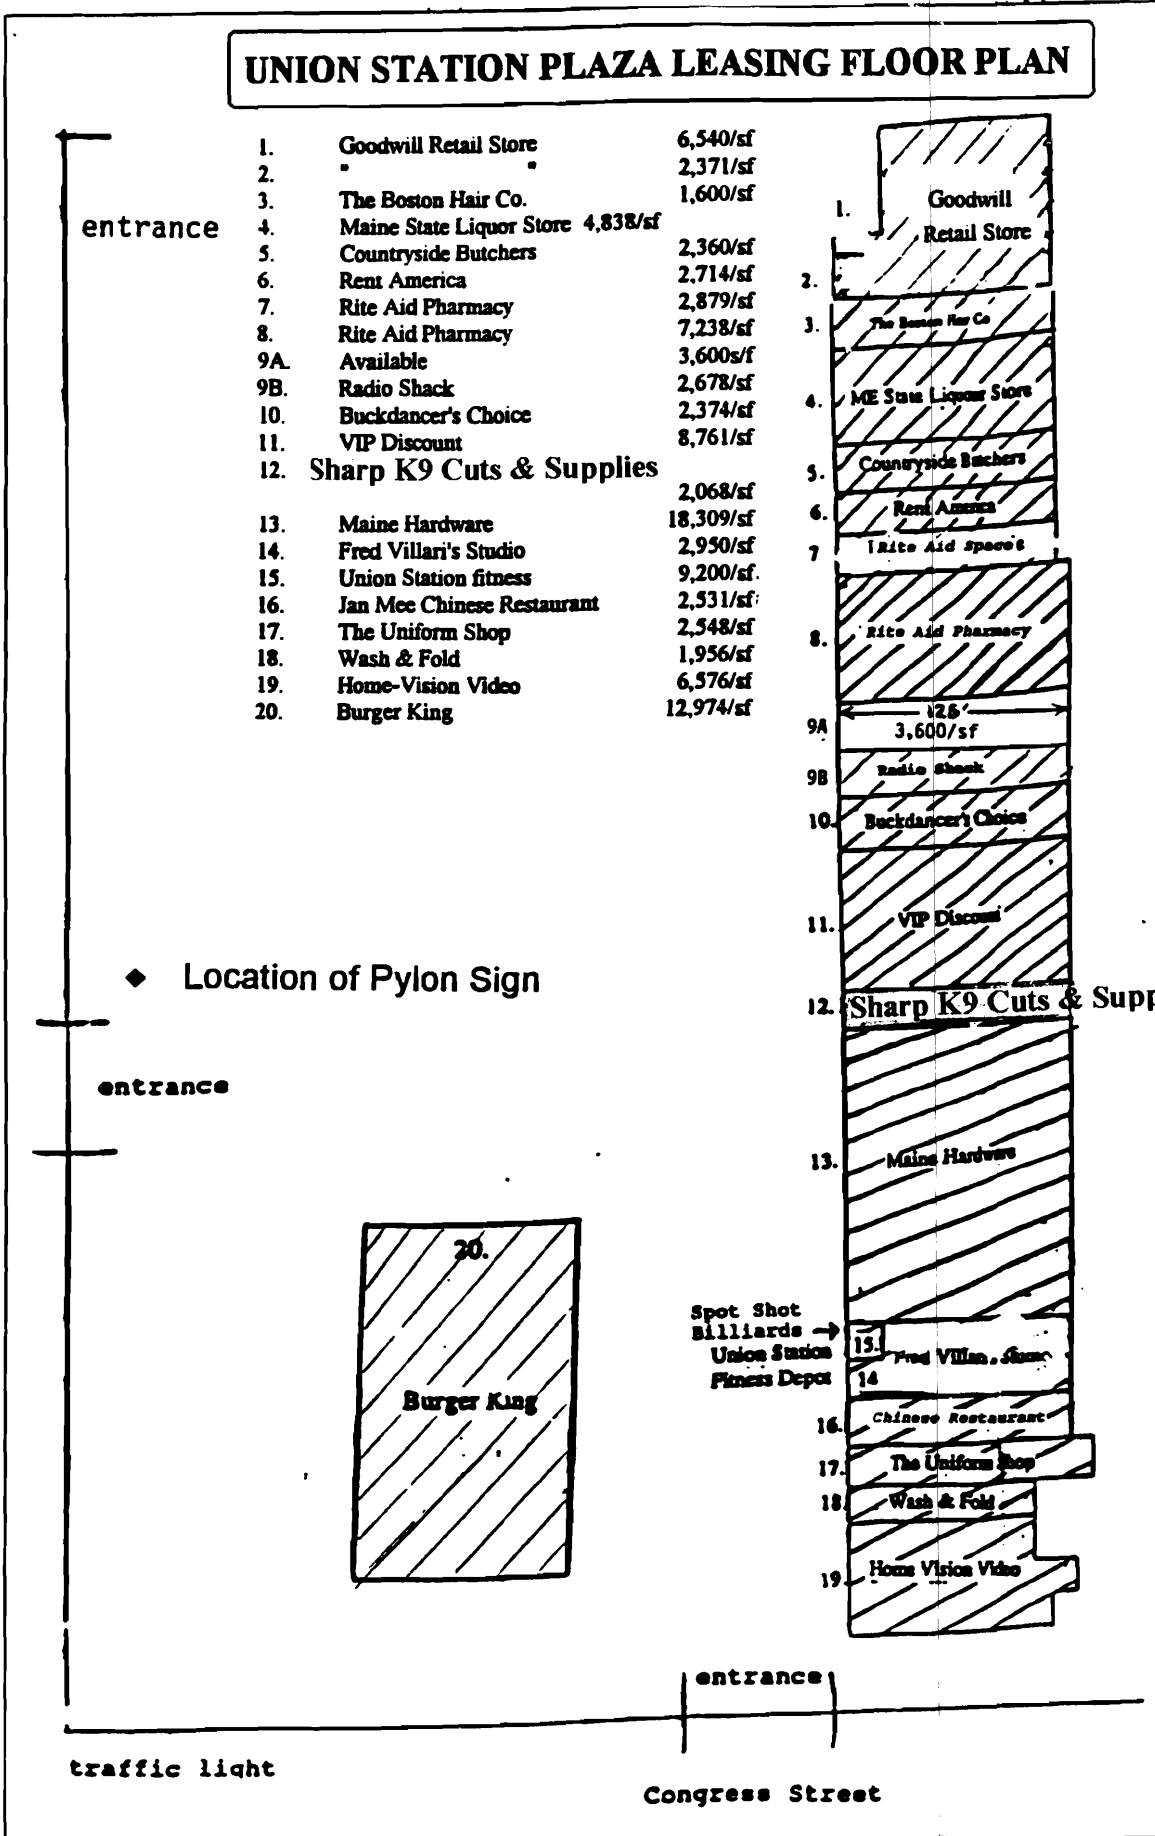 UNION STATION PLAZA LEASING FLOOR PLAN
1. Goodwill Retail Store 6,540/sf
2. " " 2,371/sf
3. The Boston Hair Co. 1,600/sf
4. Maine State Liquor Store 4,838/sf
5. Countryside Butchers 2,360/sf
6. Rent America 2,714/sf
7. Rite Aid Pharmacy 2,879/sf
8. Rite Aid Pharmacy 7,238/sf
9A. Available 3,600s/f
9B. Radio Shack 2,678/sf
10. Buckdancer's Choice 2,374/sf
11. VIP Discount 8,761/sf
12. Sharp K9 Cuts & Supplies
2,068/sf
13. Maine Hardware 18,309/sf
14. Fred Villari's Studio 2,950/sf
15. Union Station fitness 9,200/sf.
16. Jan Mee Chinese Restaurant 2,531/sf
17. The Uniform Shop 2,548/sf
18. Wash & Fold 1,956/sf
19. Home-Vision Video 6,576/sf
20. Burger King 12,974/sf
entrance
◆ Location of Pylon Sign
entrance
20.
Burger King
1. Goodwill
Retail Store
2.
3. The Boston Hair Co
4. ME State Liquor Store
5. Countryside Butchers
6. Rent America
7 Rite Aid Space's
8. Rite Aid Pharmacy
126'
9A 3,600/sf
9B Radio Shack
10. Buckdancer's Choice
11. VIP Discount
12. Sharp K9 Cuts & Supp
13. Maine Hardware
Spot Shot
Billiards →
15.
Union Station
Fitness Depot
Fred Villari
14
16. Chinese Restaurant
17. The Uniform Shop
18 Wash & Fold
19 Home Vision Video
entrance
traffic light
Congress Street